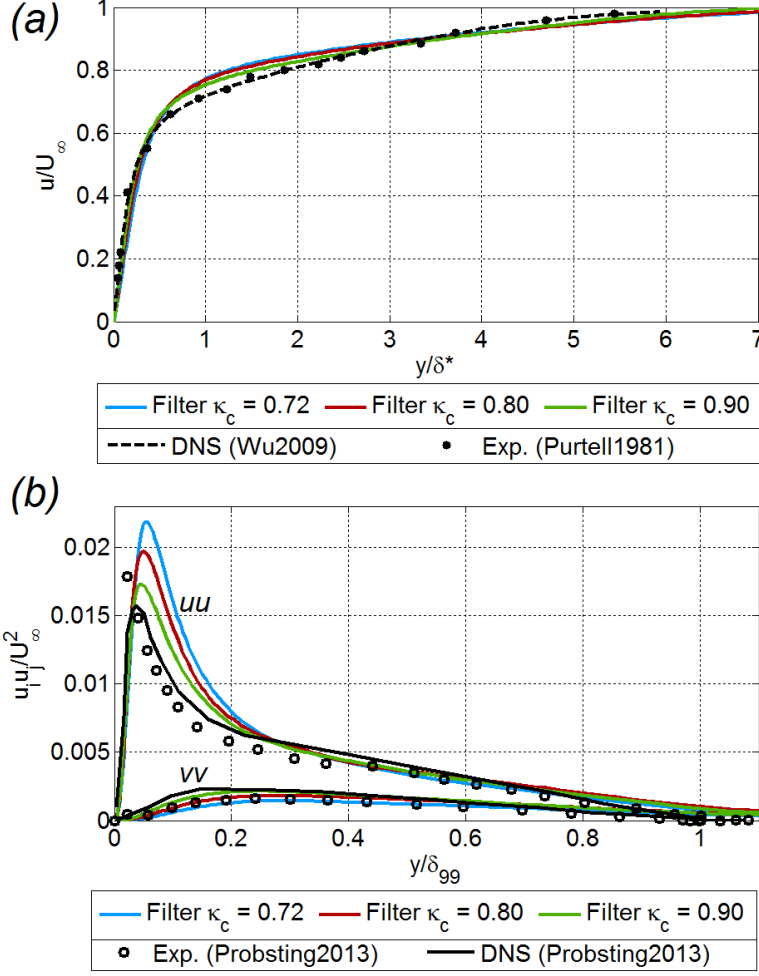 (a)
1
0.8
0.6
0.4
0.2
0
u/U∞
0 1 2 3 4 5 6 7
y/δ*
Filter κc = 0.72 Filter κc = 0.80 Filter κc = 0.90
DNS (Wu2009) Exp. (Purtell1981)
(b)
0.02
0.015
0.01
0.005
0
uiuj/U²∞
uu
vv
0 0.2 0.4 0.6 0.8 1
y/δ99
Filter κc = 0.72 Filter κc = 0.80 Filter κc = 0.90
Exp. (Probsting2013) DNS (Probsting2013)